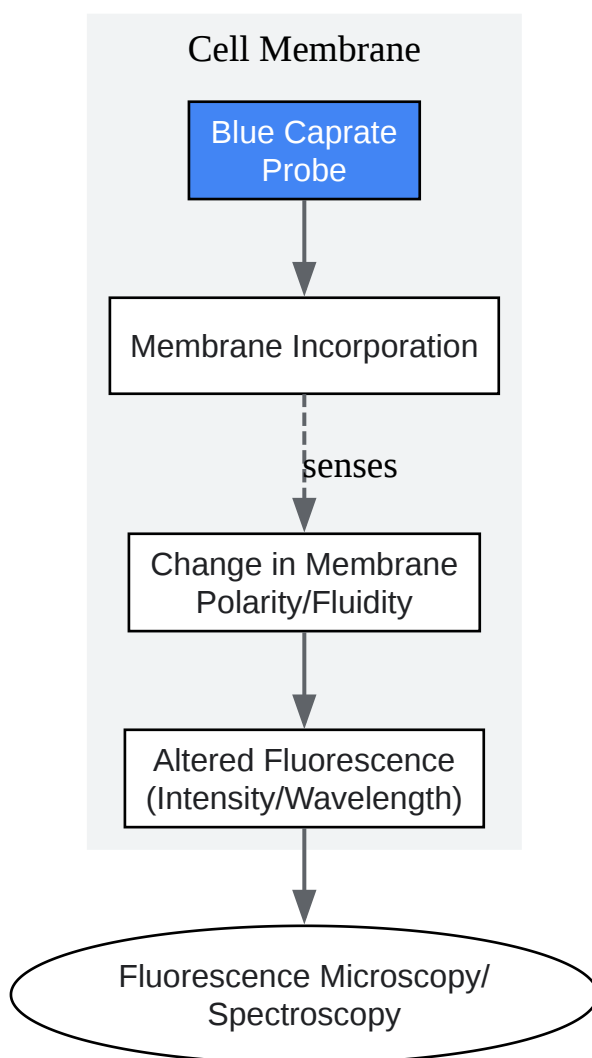 Cell Membrane
Blue Caprate
Probe
Membrane Incorporation
senses
Change in Membrane
Polarity/Fluidity
Altered Fluorescence
(Intensity/Wavelength)
Fluorescence Microscopy/
Spectroscopy